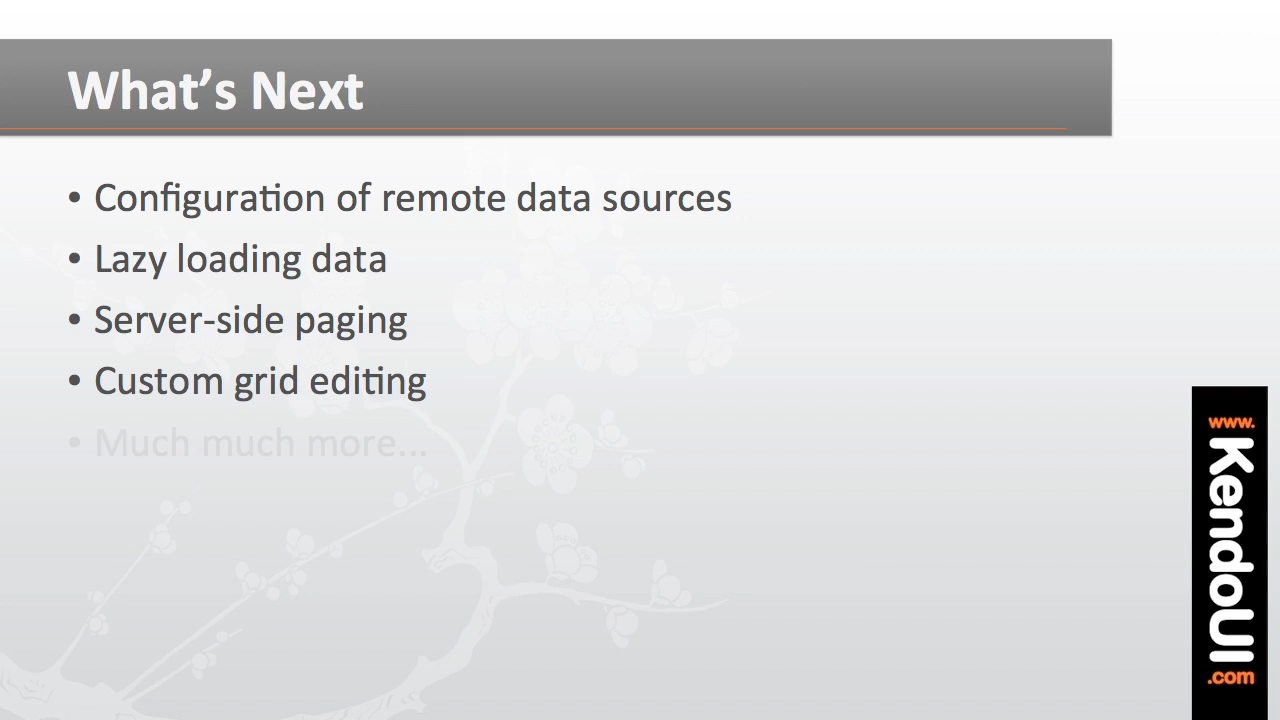 What’s Next
• Configuration of remote data sources
• Lazy loading data
• Server-side paging
• Custom grid editing
• Much much more...
www.
KendoUI
.com